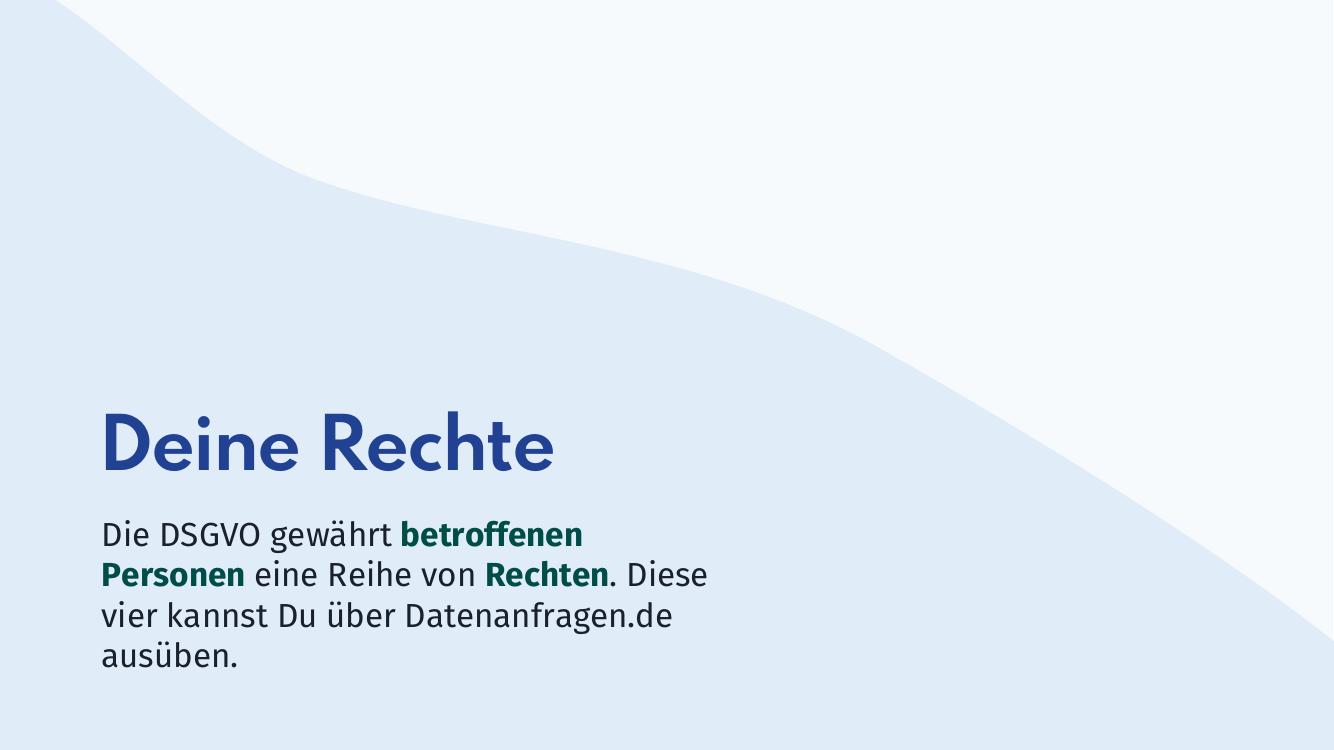 Deine Rechte
Die DSGVO gewährt betroffenen
Personen eine Reihe von Rechten. Diese
vier kannst Du über Datenanfragen.de
ausüben.